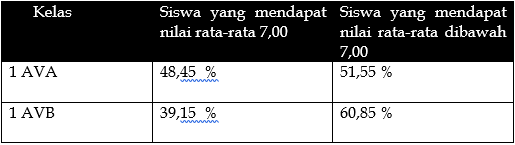 Kelas
Siswa yang mendapat
nilai rata-rata 7,00
Siswa yang mendapat
nilai rata-rata dibawah
7,00
1 AVA
48,45 %
51,55 %
1 AVB
39,15 %
60,85 %